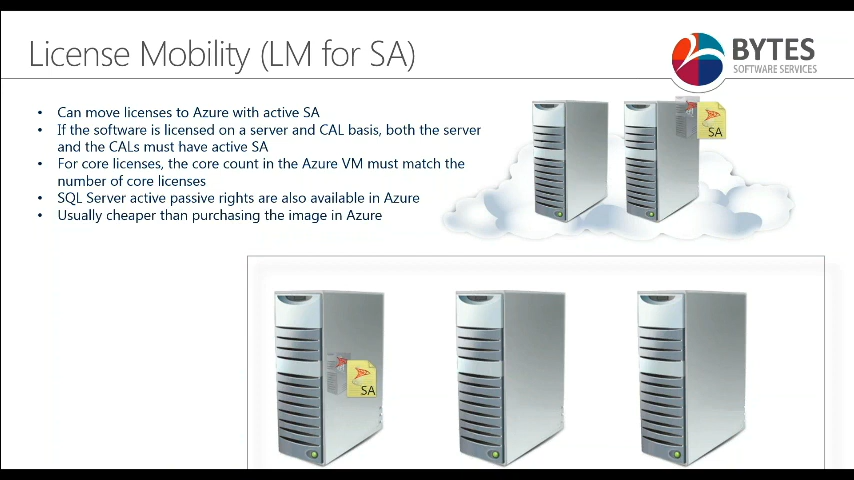 License Mobility (LM for SA)
BYTES
SOFTWARE SERVICES
• Can move licenses to Azure with active SA
• If the software is licensed on a server and CAL basis, both the server
and the CALs must have active SA
• For core licenses, the core count in the Azure VM must match the
number of core licenses
• SQL Server active passive rights are also available in Azure
• Usually cheaper than purchasing the image in Azure
SA
SA